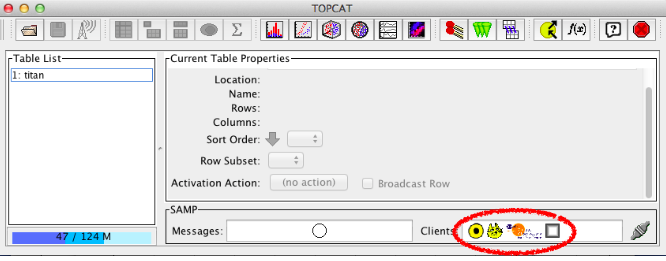 TOPCAT
Σ
f(x)
?
Table List
1: titan
47 / 124 M
Current Table Properties
Location:
Name:
Rows:
Columns:
Sort Order:
Row Subset:
Activation Action: (no action) Broadcast Row
SAMP
Messages: Clients